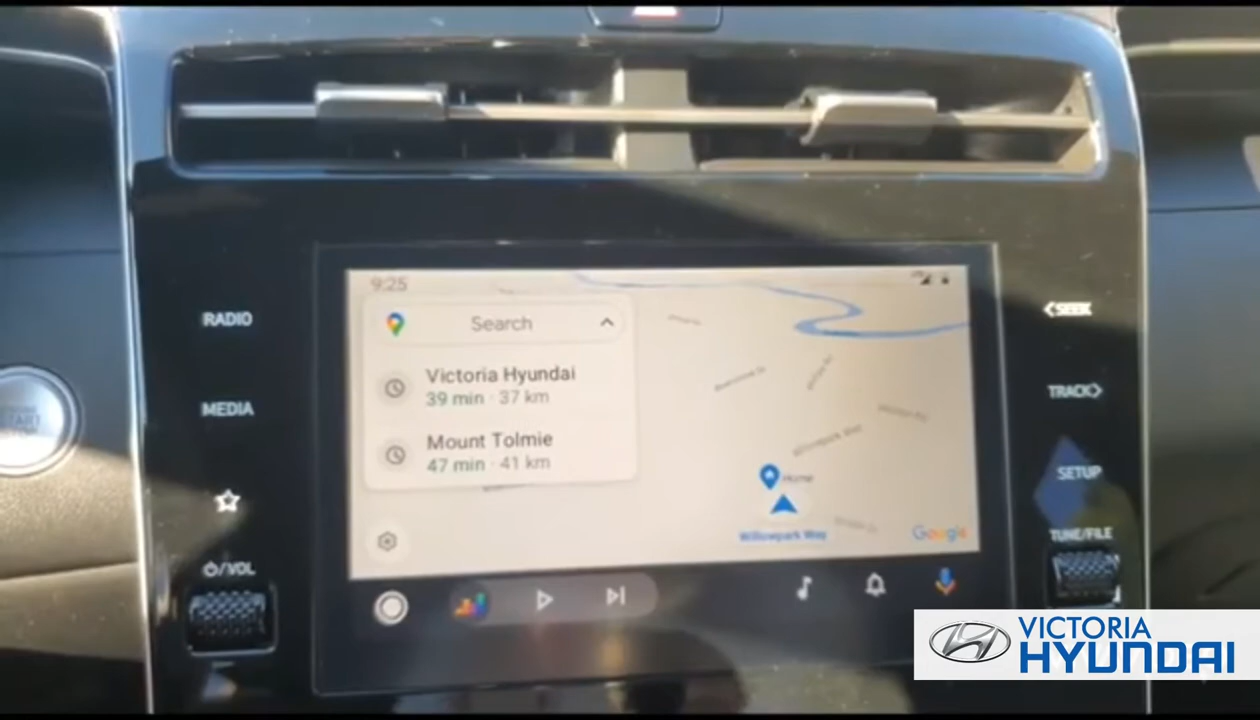 RADIO
MEDIA
/VOL
9:25
Search
Victoria Hyundai
39 min · 37 km
Mount Tolmie
47 min · 41 km
Home
Willowpark Way
Google
SEEK
TRACK
SETUP
TUNE/FILE
VICTORIA
HYUNDAI